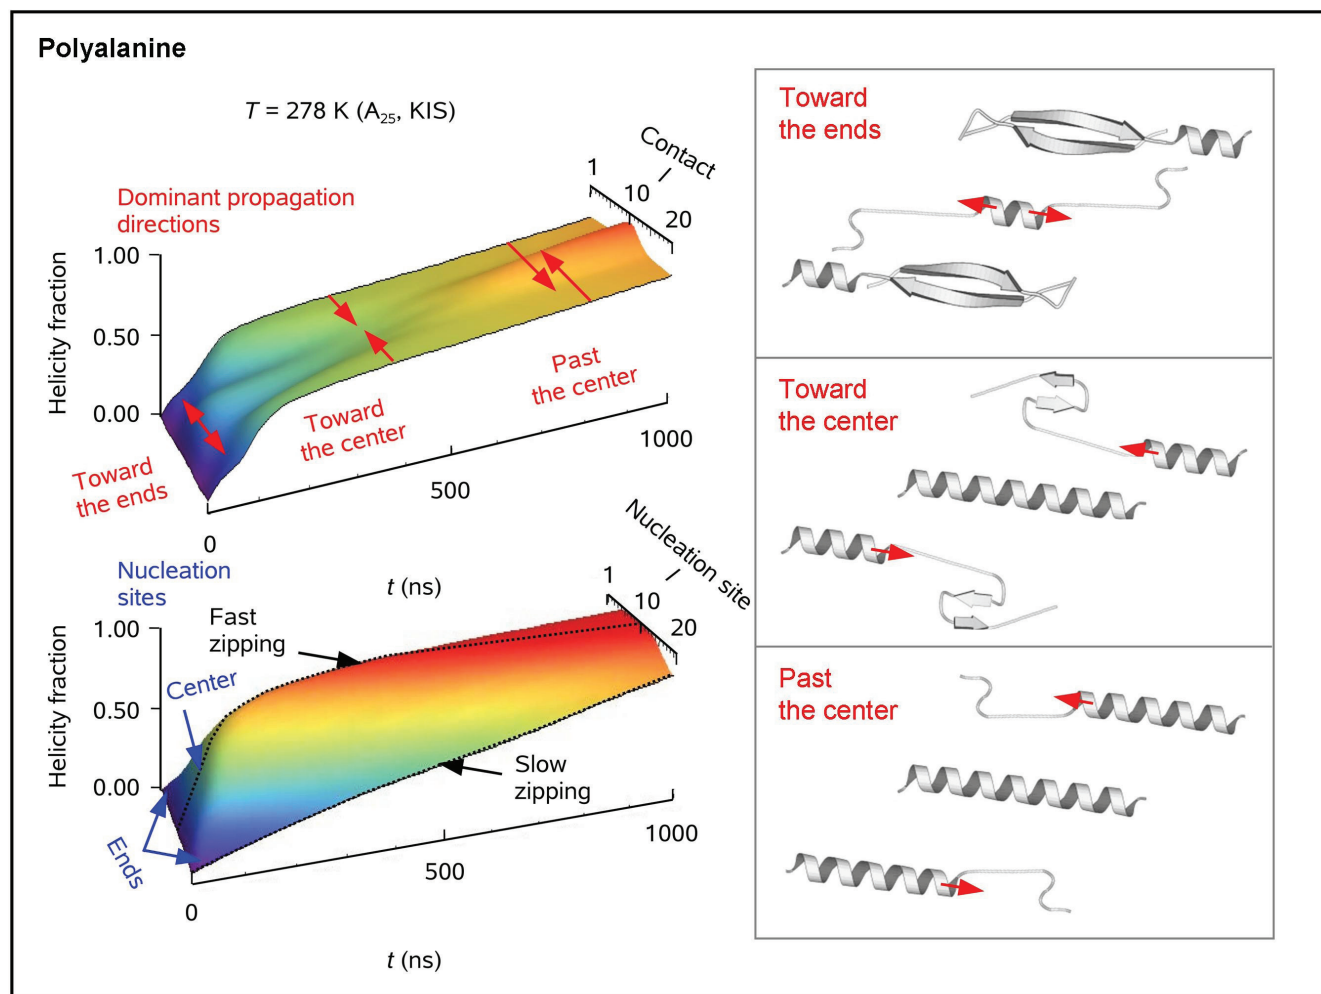 Polyalanine
T = 278 K (A25, KIS)
Contact
1
10
20
Dominant propagation
directions
Helicity fraction
1.00
0.50
0.00
Toward
the ends
Toward
the center
Past
the center
0
500
1000
t (ns)
Nucleation
sites
Nucleation site
1
10
20
Fast
zipping
Center
Helicity fraction
1.00
0.50
0.00
Slow
zipping
Ends
0
500
1000
t (ns)
Toward
the ends
Toward
the center
Past
the center